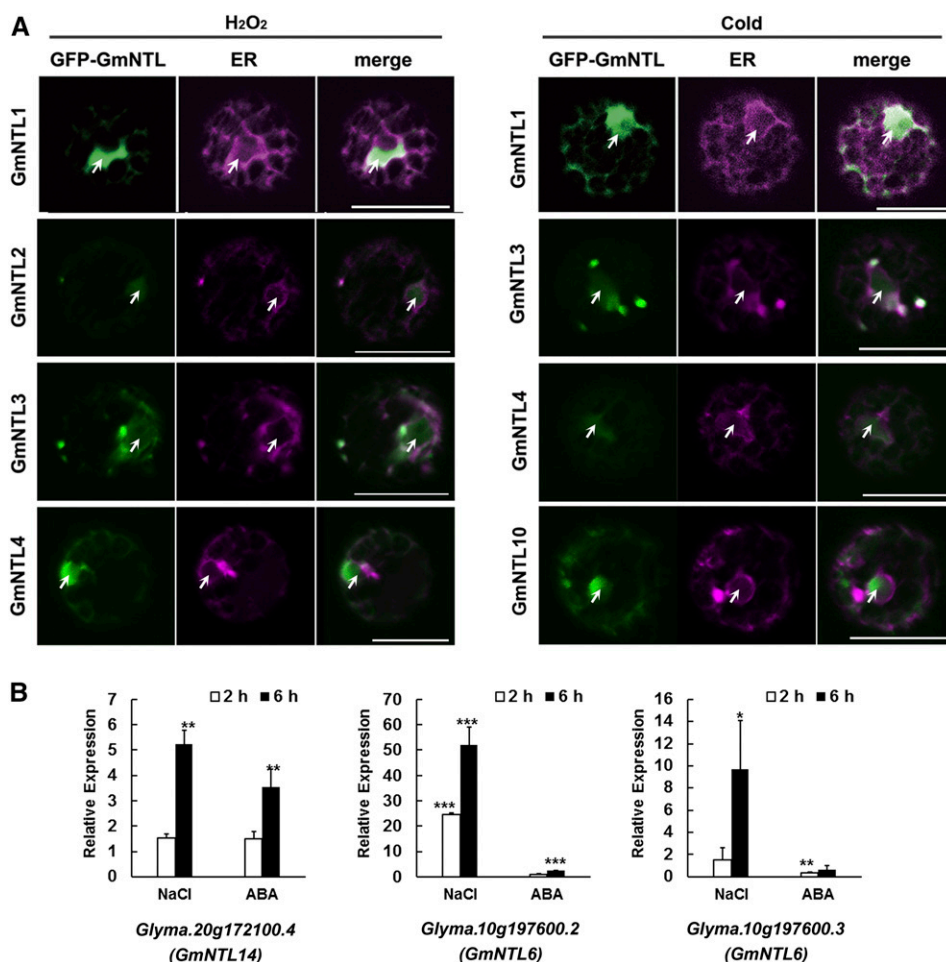 A
H₂O₂
Cold
GFP-GmNTL ER merge
GFP-GmNTL ER merge
GmNTL1
GmNTL2
GmNTL3
GmNTL4
GmNTL1
GmNTL3
GmNTL4
GmNTL10
B
Relative Expression
7
6
5
4
3
2
1
0
2 h 6 h
**
**
NaCl ABA
Glyma.20g172100.4
(GmNTL14)
Relative Expression
70
60
50
40
30
20
10
0
2 h 6 h
***
***
***
NaCl ABA
Glyma.10g197600.2
(GmNTL6)
Relative Expression
16
14
12
10
8
6
4
2
0
2 h 6 h
*
**
NaCl ABA
Glyma.10g197600.3
(GmNTL6)